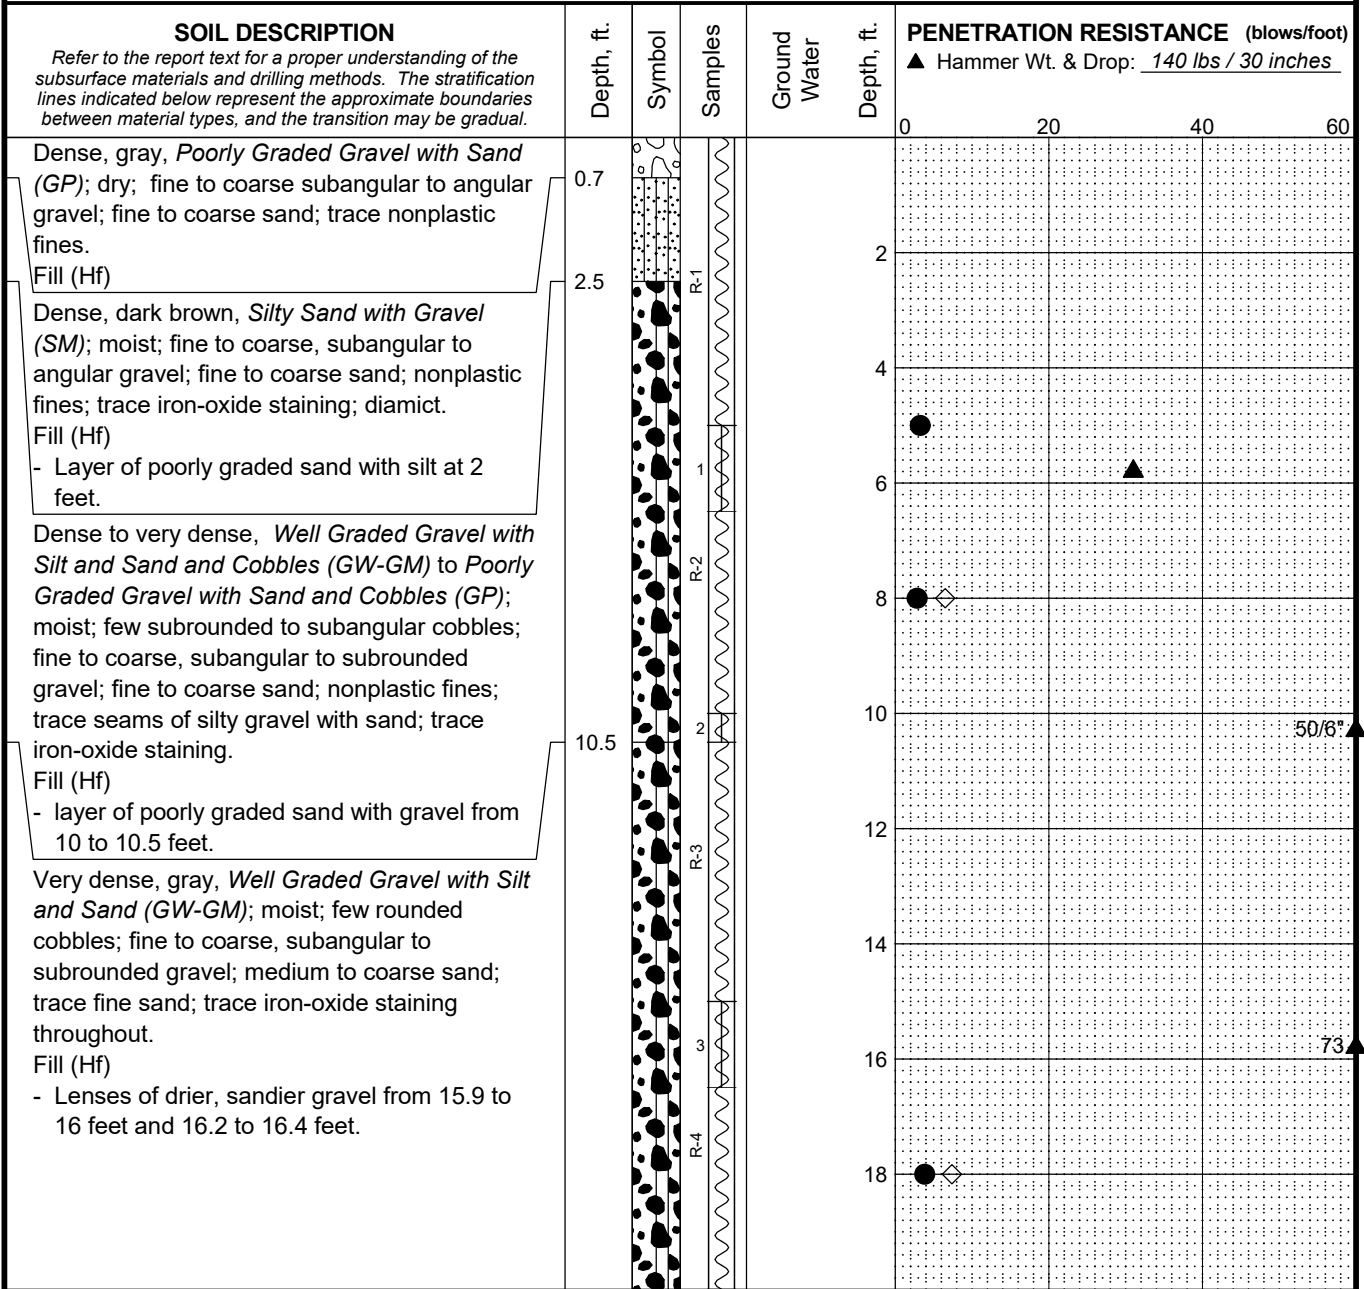 SOIL DESCRIPTION
Refer to the report text for a proper understanding of the
subsurface materials and drilling methods. The stratification
lines indicated below represent the approximate boundaries
between material types, and the transition may be gradual.
Depth, ft.
Symbol
Samples
Ground
Water
Depth, ft.
PENETRATION RESISTANCE (blows/foot)
▲ Hammer Wt. & Drop: 140 lbs / 30 inches
0 20 40 60
Dense, gray, Poorly Graded Gravel with Sand
(GP); dry; fine to coarse subangular to angular
gravel; fine to coarse sand; trace nonplastic
fines.
Fill (Hf)
Dense, dark brown, Silty Sand with Gravel
(SM); moist; fine to coarse, subangular to
angular gravel; fine to coarse sand; nonplastic
fines; trace iron-oxide staining; diamict.
Fill (Hf)
- Layer of poorly graded sand with silt at 2
feet.
Dense to very dense, Well Graded Gravel with
Silt and Sand and Cobbles (GW-GM) to Poorly
Graded Gravel with Sand and Cobbles (GP);
moist; few subrounded to subangular cobbles;
fine to coarse, subangular to subrounded
gravel; fine to coarse sand; nonplastic fines;
trace seams of silty gravel with sand; trace
iron-oxide staining.
Fill (Hf)
- layer of poorly graded sand with gravel from
10 to 10.5 feet.
Very dense, gray, Well Graded Gravel with Silt
and Sand (GW-GM); moist; few rounded
cobbles; fine to coarse, subangular to
subrounded gravel; medium to coarse sand;
trace fine sand; trace iron-oxide staining
throughout.
Fill (Hf)
- Lenses of drier, sandier gravel from 15.9 to
16 feet and 16.2 to 16.4 feet.
0.7
2.5
10.5
R-1
1
R-2
2
R-3
3
R-4
2
4
6
8
10
12
14
16
18
50/6"
73